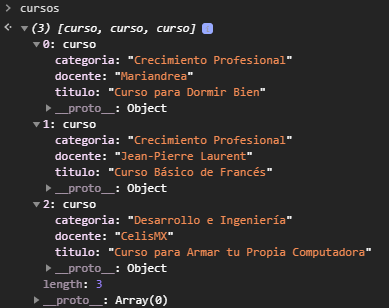 > cursos
<· ▼ (3) [curso, curso, curso] i
▼ 0: curso
categoria: "Crecimiento Profesional"
docente: "Mariandrea"
titulo: "Curso para Dormir Bien"
▶ __proto__: Object
▼ 1: curso
categoria: "Crecimiento Profesional"
docente: "Jean-Pierre Laurent"
titulo: "Curso Básico de Francés"
▶ __proto__: Object
▼ 2: curso
categoria: "Desarrollo e Ingeniería"
docente: "CelisMX"
titulo: "Curso para Armar tu Propia Computadora"
▶ __proto__: Object
length: 3
▶ __proto__: Array(0)